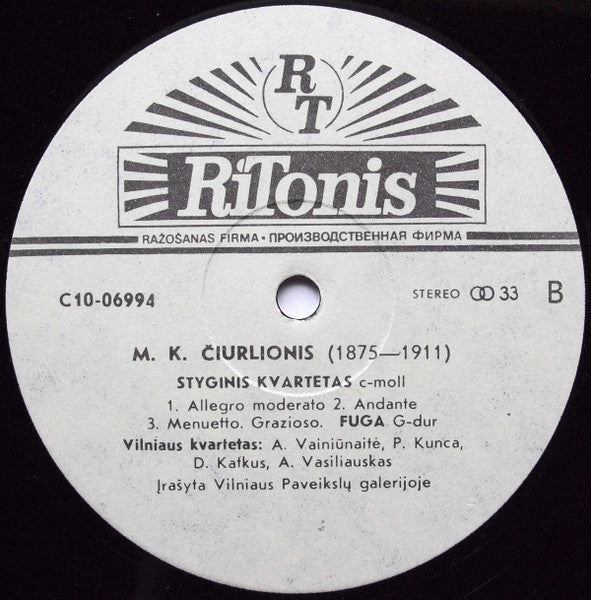 R
T
RiTonis
RAŽOŠANAS FIRMA • ПРОИЗВОДСТВЕННАЯ ФИРМА
C10-06994
STEREO 33 B
M. K. ČIURLIONIS (1875—1911)
STYGINIS KVARTETAS c-moll
1. Allegro moderato 2. Andante
3. Menuetto. Grazioso. FUGA G-dur
Vilniaus kvartetas: A. Vainiūnaitė, P. Kunca,
D. Katkus, A. Vasiliauskas
Įrašyta Vilniaus Paveikslų galerijoje